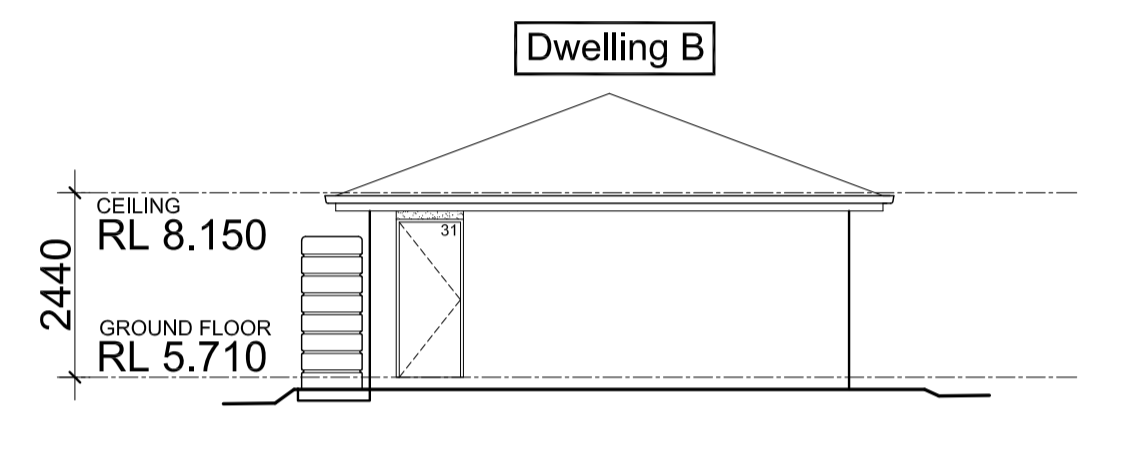 Dwelling B
CEILING
RL 8.150
31
2440
GROUND FLOOR
RL 5.710